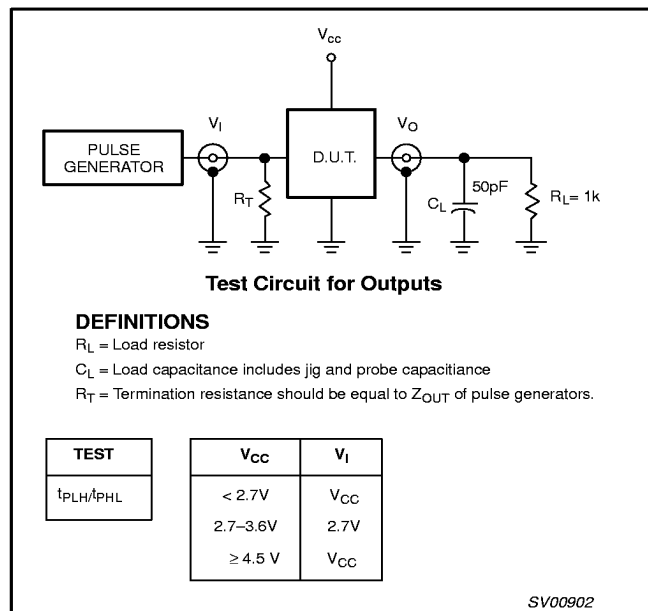 Vcc
PULSE
GENERATOR
VI
D.U.T.
VO
RT
50pF
CL
RL= 1k
Test Circuit for Outputs
DEFINITIONS
RL = Load resistor
CL = Load capacitance includes jig and probe capacitiance
RT = Termination resistance should be equal to ZOUT of pulse generators.
TEST
tPLH/tPHL
VCC VI
< 2.7V VCC
2.7–3.6V 2.7V
≥ 4.5 V VCC
SV00902